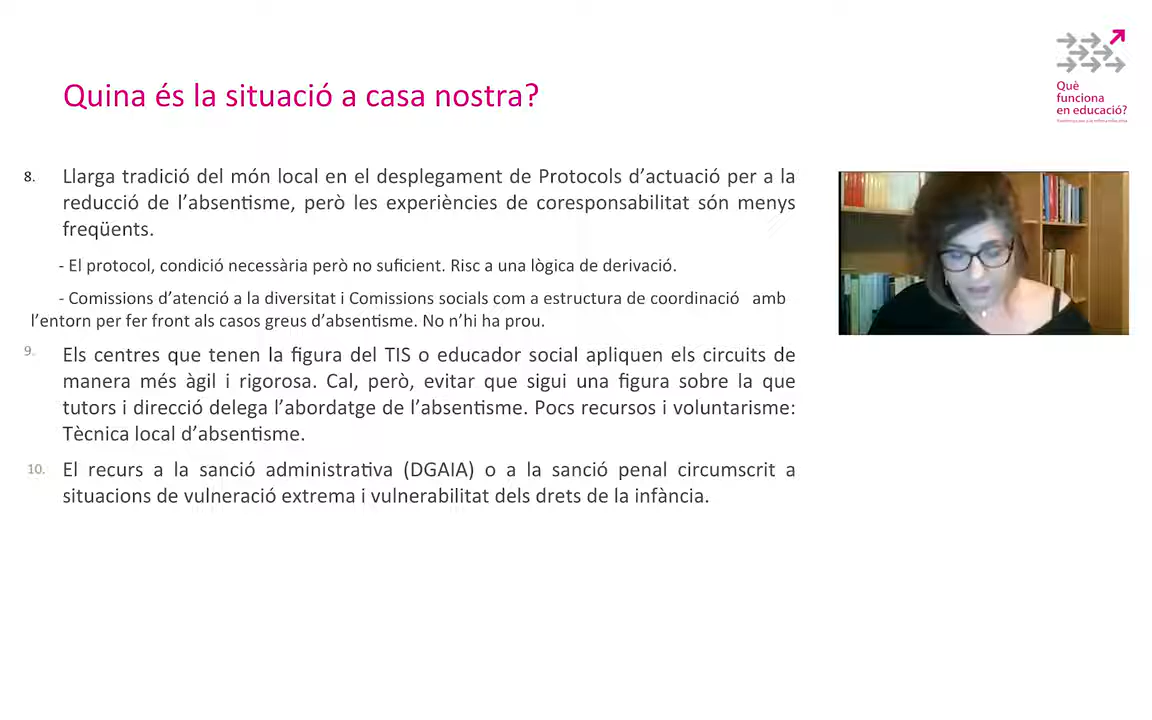 Què
funciona
en educació?
Quina és la situació a casa nostra?
8. Llarga tradició del món local en el desplegament de Protocols d’actuació per a la
reducció de l’absentisme, però les experiències de coresponsabilitat són menys
freqüents.
- El protocol, condició necessària però no suficient. Risc a una lògica de derivació.
- Comissions d’atenció a la diversitat i Comissions socials com a estructura de coordinació amb
l’entorn per fer front als casos greus d’absentisme. No n’hi ha prou.
9. Els centres que tenen la figura del TIS o educador social apliquen els circuits de
manera més àgil i rigorosa. Cal, però, evitar que sigui una figura sobre la que
tutors i direcció delega l’abordatge de l’absentisme. Pocs recursos i voluntarisme:
Tècnica local d’absentisme.
10. El recurs a la sanció administrativa (DGAIA) o a la sanció penal circumscrit a
situacions de vulneració extrema i vulnerabilitat dels drets de la infància.